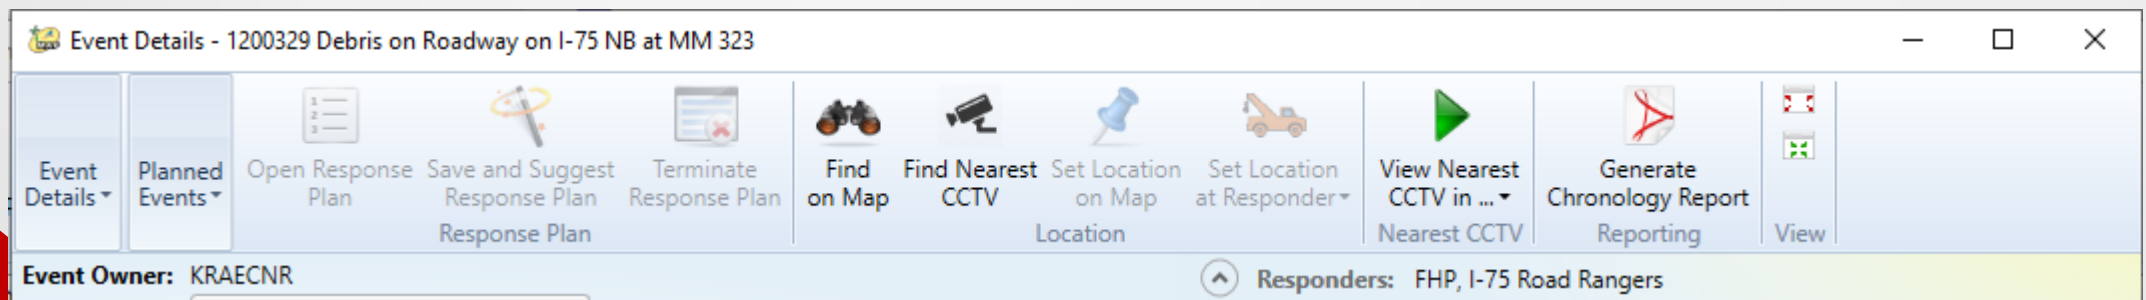 Event Details - 1200329 Debris on Roadway on I-75 NB at MM 323
Event
Details
Planned
Events
Open Response
Plan
Save and Suggest
Response Plan
Terminate
Response Plan
Response Plan
Find
on Map
Find Nearest
CCTV
Set Location
on Map
Set Location
at Responder
Location
View Nearest
CCTV in ...
Nearest CCTV
Generate
Chronology Report
Reporting
View
Event Owner: KRAECNR
Responders: FHP, I-75 Road Rangers